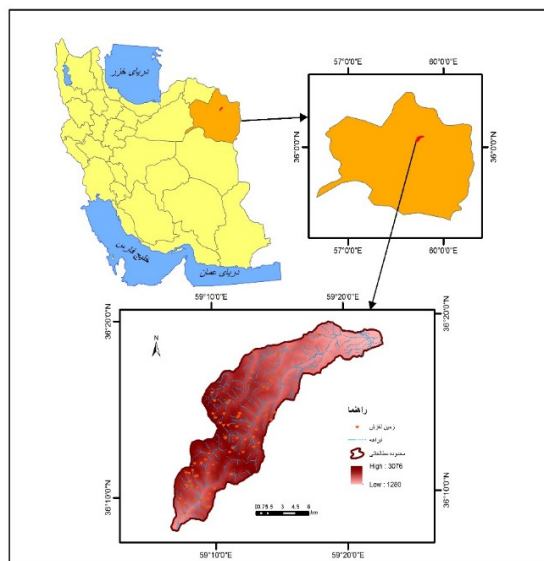 دریای خزر
خلیج فارس
دریای عمان
57°0'0"E
60°0'0"E
36°0'0"N
36°0'0"N
57°0'0"E
60°0'0"E
59°10'0"E
59°20'0"E
36°20'0"N
36°20'0"N
N
راهنما
زمین لغزش
آبراهه
محدوده مطالعاتی
High : 3076
Low : 1280
36°10'0"N
36°10'0"N
00.75 1.5 3 4.5 6
km
59°10'0"E
59°20'0"E